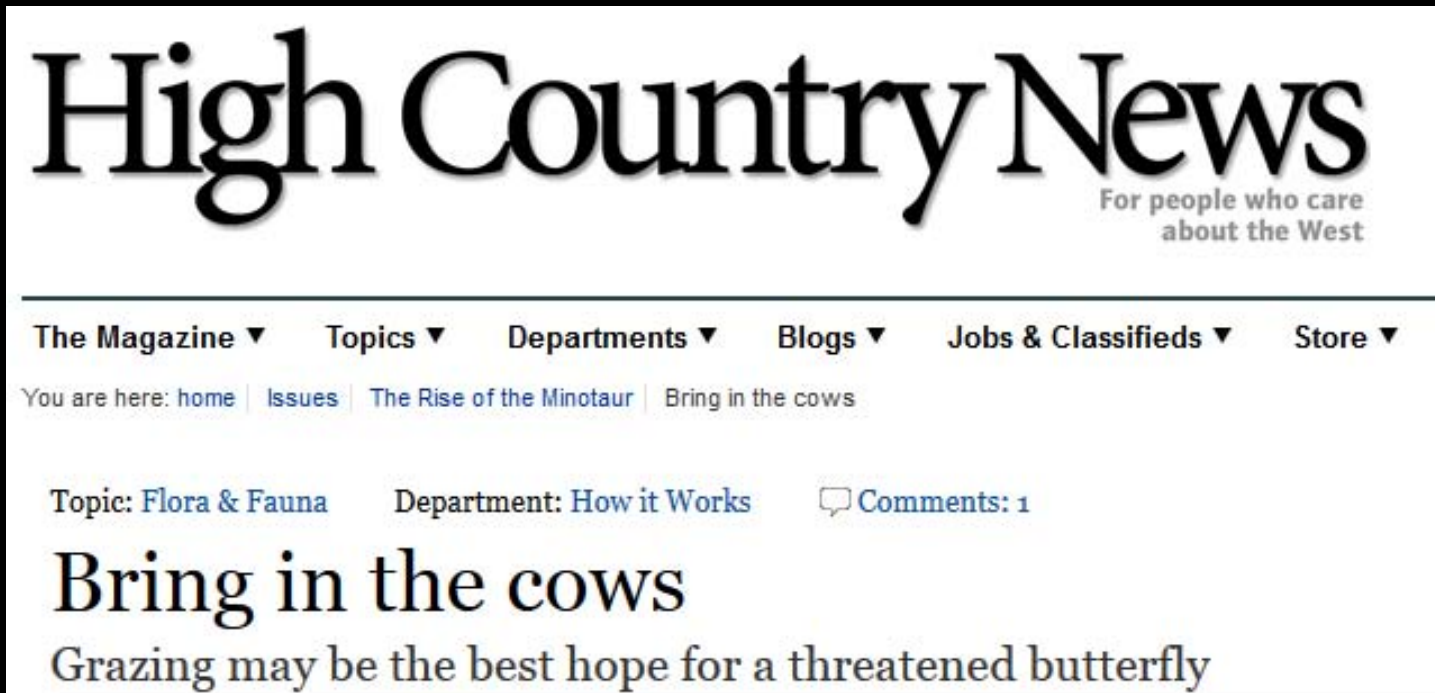 High Country News
For people who care
about the West
The Magazine ▼ Topics ▼ Departments ▼ Blogs ▼ Jobs & Classifieds ▼ Store ▼
You are here: home | Issues | The Rise of the Minotaur | Bring in the cows
Topic: Flora & Fauna Department: How it Works Comments: 1
Bring in the cows
Grazing may be the best hope for a threatened butterfly